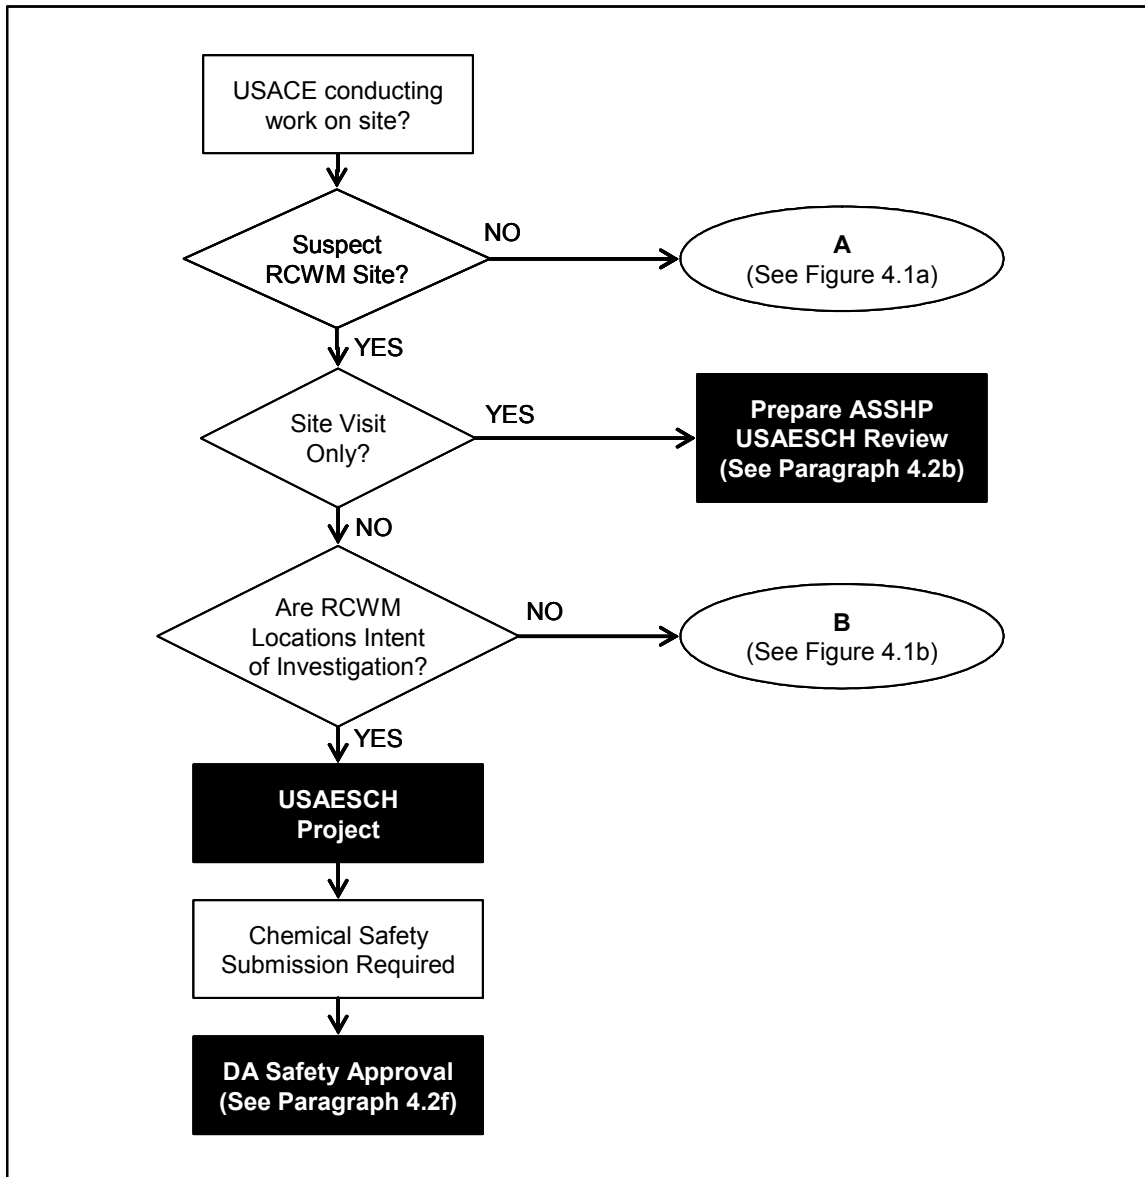 USACE conducting
work on site?
Suspect
RCWM Site?
NO
A
(See Figure 4.1a)
YES
Site Visit
Only?
YES
Prepare ASSHP
USAESCH Review
(See Paragraph 4.2b)
NO
Are RCWM
Locations Intent
of Investigation?
NO
B
(See Figure 4.1b)
YES
USAESCH
Project
Chemical Safety
Submission Required
DA Safety Approval
(See Paragraph 4.2f)